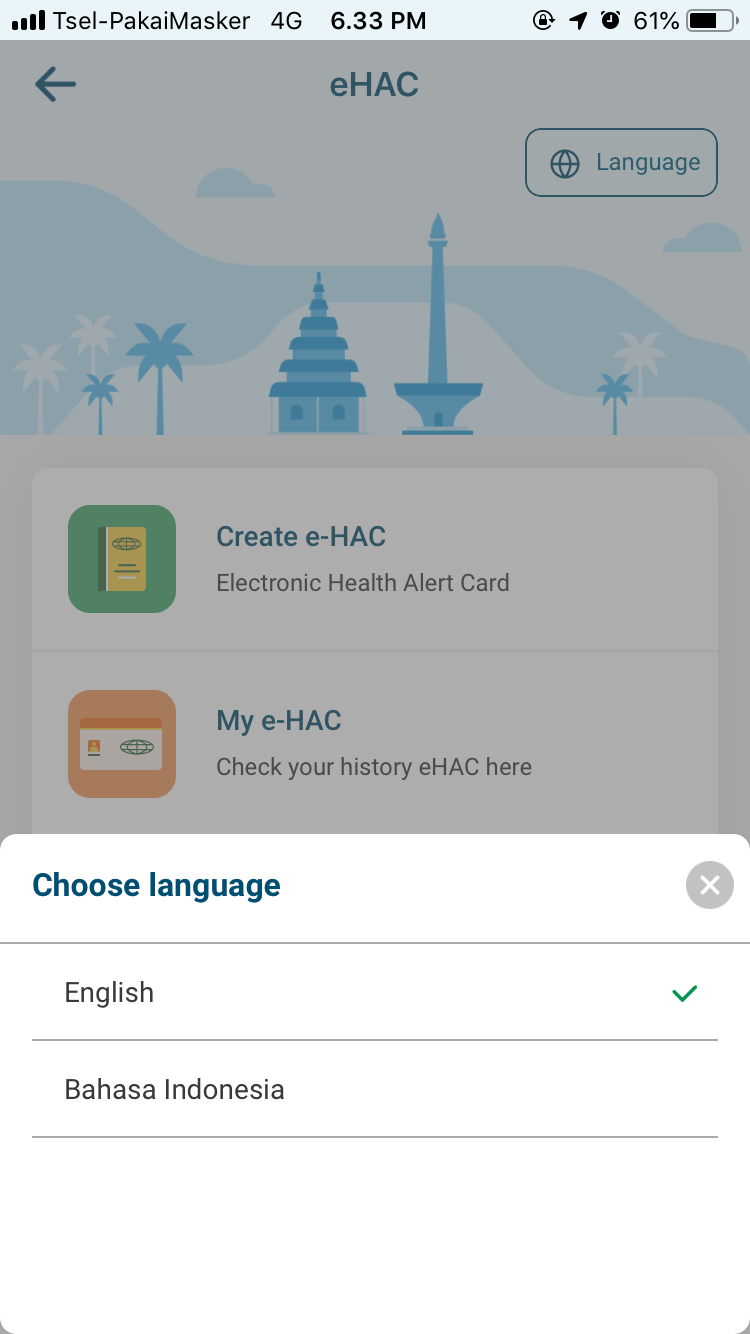 Tsel-PakaiMasker 4G 6.33 PM 61%
eHAC
Language
Create e-HAC
Electronic Health Alert Card
My e-HAC
Check your history eHAC here
Choose language
English
Bahasa Indonesia